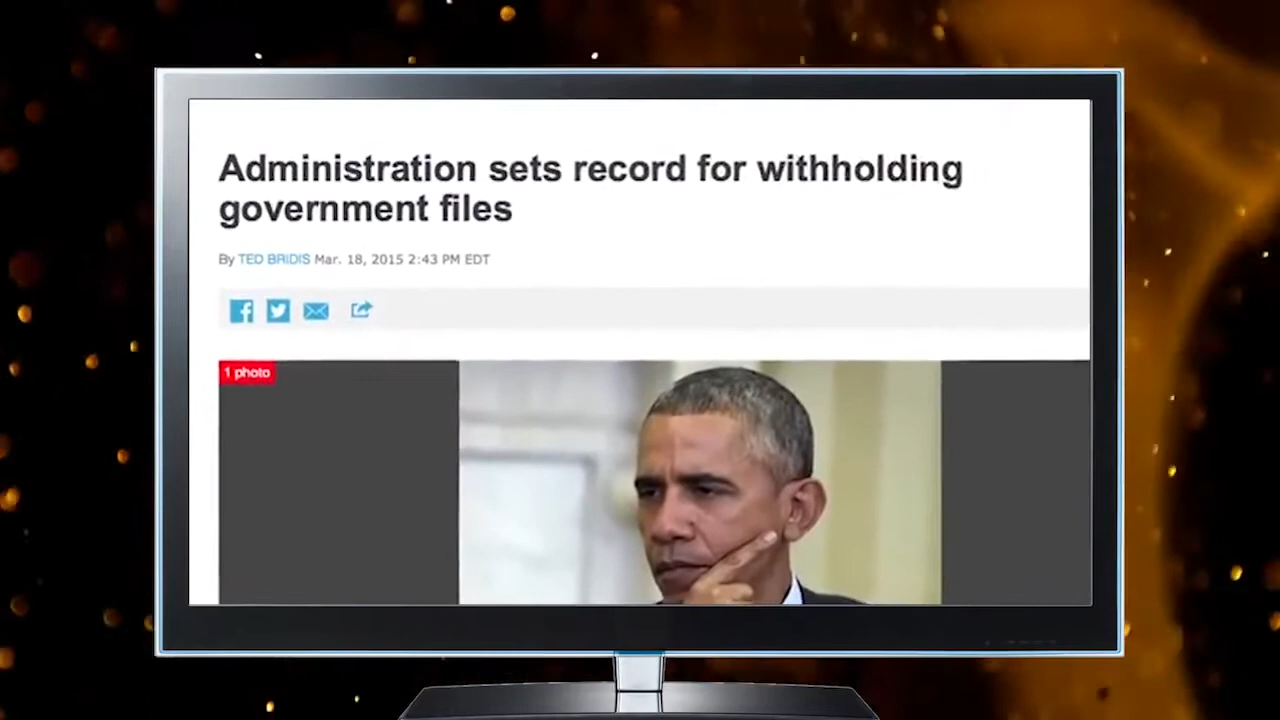 Administration sets record for withholding
government files
By TED BRIDIS Mar. 18, 2015 2:43 PM EDT
1 photo